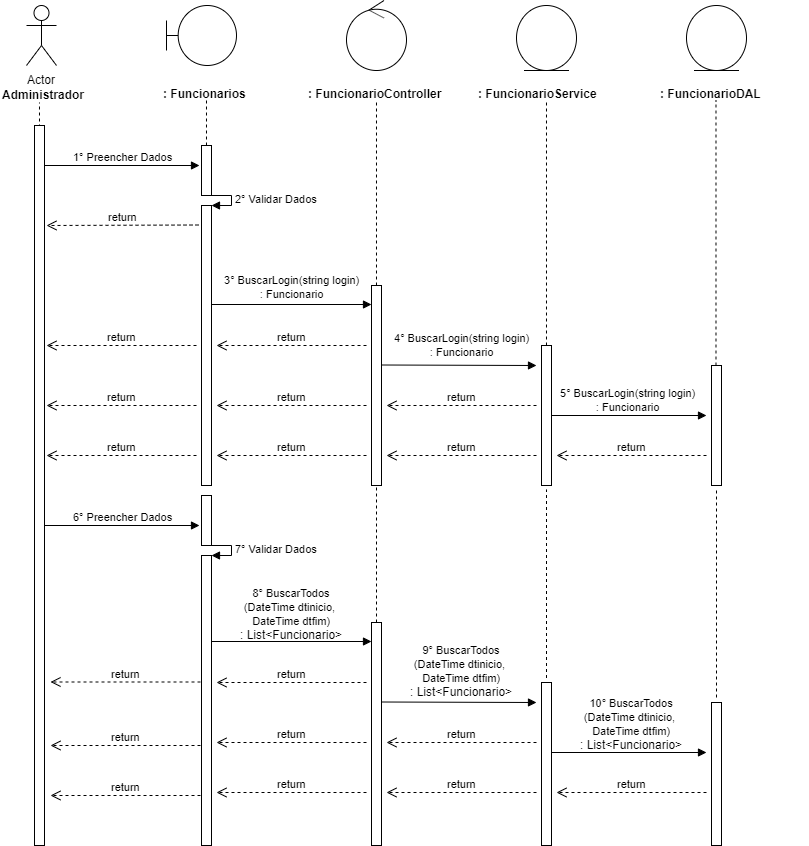 Actor
Administrador
: Funcionarios
: FuncionarioController
: FuncionarioService
: FuncionarioDAL
1° Preencher Dados
2° Validar Dados
return
3° BuscarLogin(string login)
: Funcionario
return
return
4° BuscarLogin(string login)
: Funcionario
return
return
return
5° BuscarLogin(string login)
: Funcionario
return
return
return
return
6° Preencher Dados
7° Validar Dados
8° BuscarTodos
(DateTime dtinicio,
DateTime dtfim)
: List<Funcionario>
return
return
9° BuscarTodos
(DateTime dtinicio,
DateTime dtfim)
: List<Funcionario>
return
return
return
10° BuscarTodos
(DateTime dtinicio,
DateTime dtfim)
: List<Funcionario>
return
return
return
return